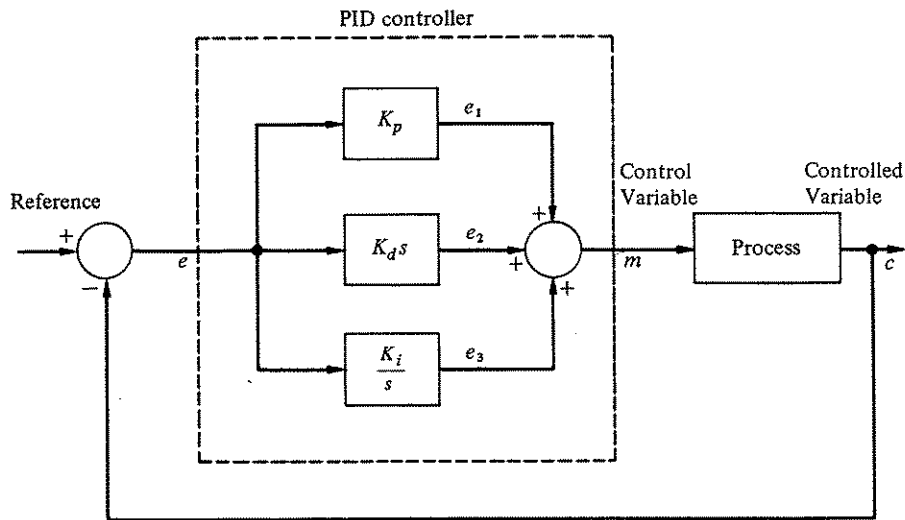 PID controller
K_p
e_1
Control
Variable
Controlled
Variable
Reference
+
+
K_d s
e_2
+
Process
e
m
c
−
+
K_i
s
e_3